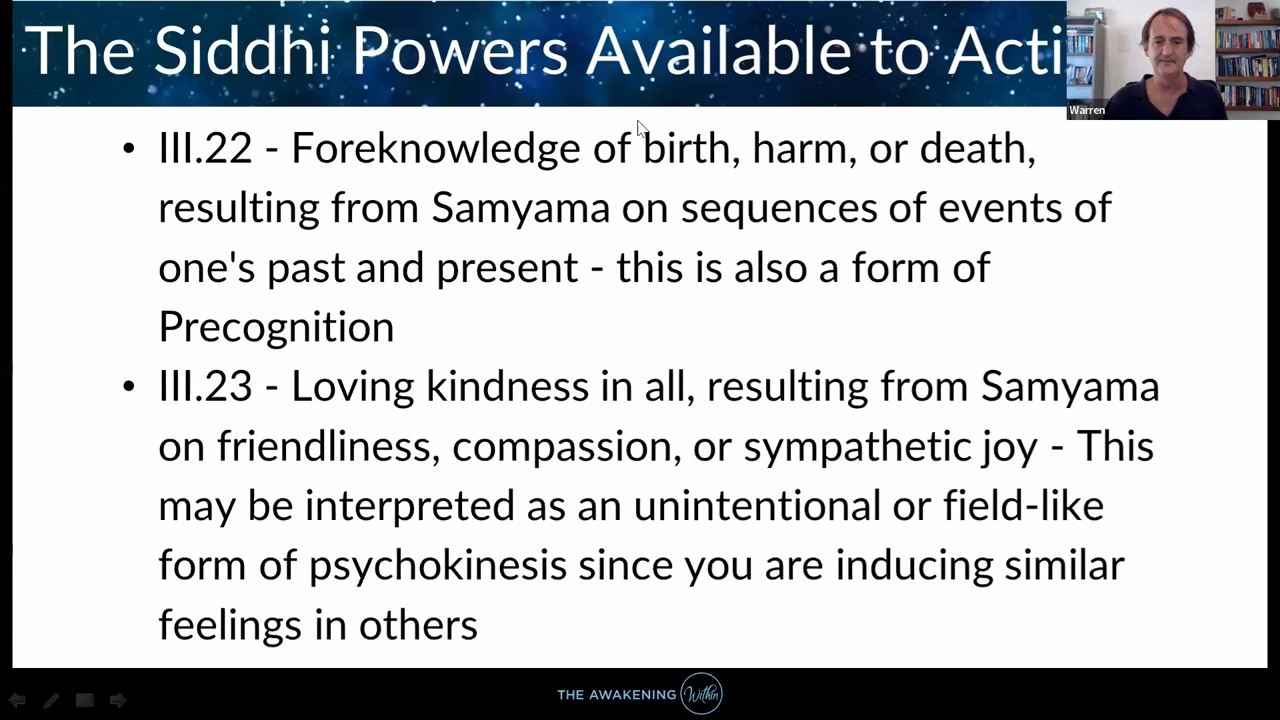 The Siddhi Powers Available to Acti
Warren
• III.22 - Foreknowledge of birth, harm, or death,
resulting from Samyama on sequences of events of
one's past and present - this is also a form of
Precognition
• III.23 - Loving kindness in all, resulting from Samyama
on friendliness, compassion, or sympathetic joy - This
may be interpreted as an unintentional or field-like
form of psychokinesis since you are inducing similar
feelings in others
THE AWAKENING Within